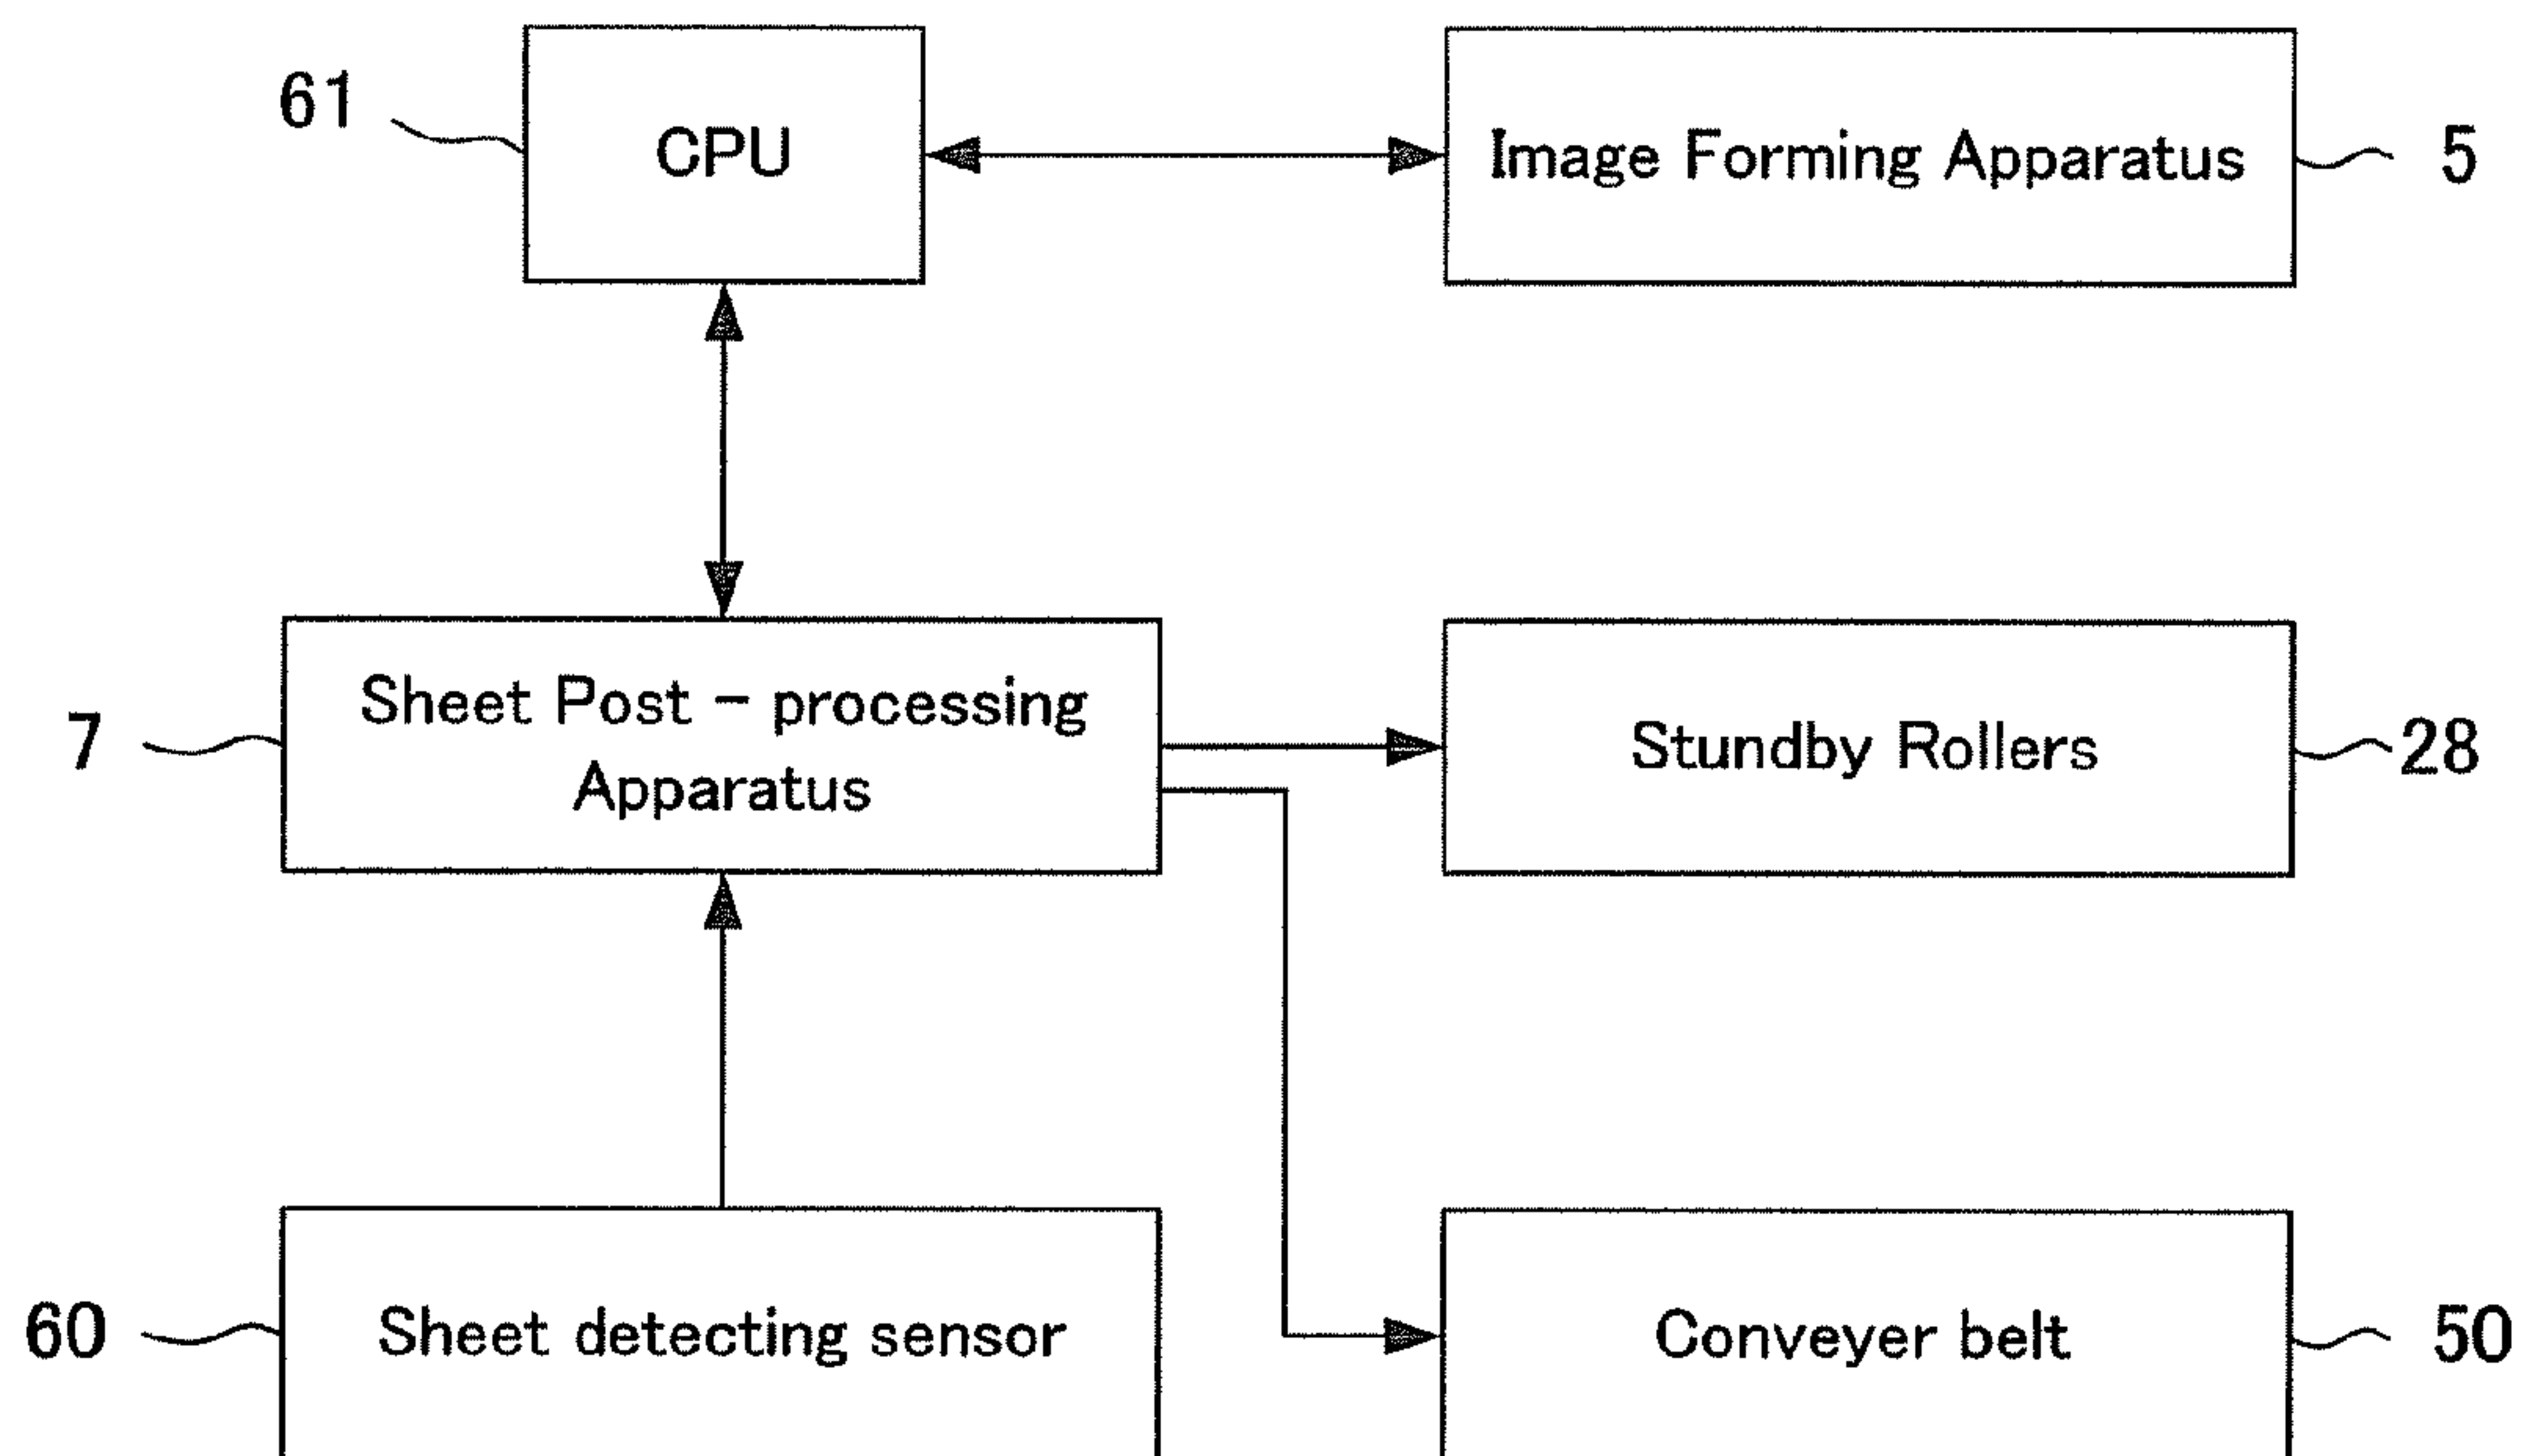 61
CPU
Image Forming Apparatus
5
7
Sheet Post - processing
Apparatus
Stundby Rollers
28
60
Sheet detecting sensor
Conveyer belt
50